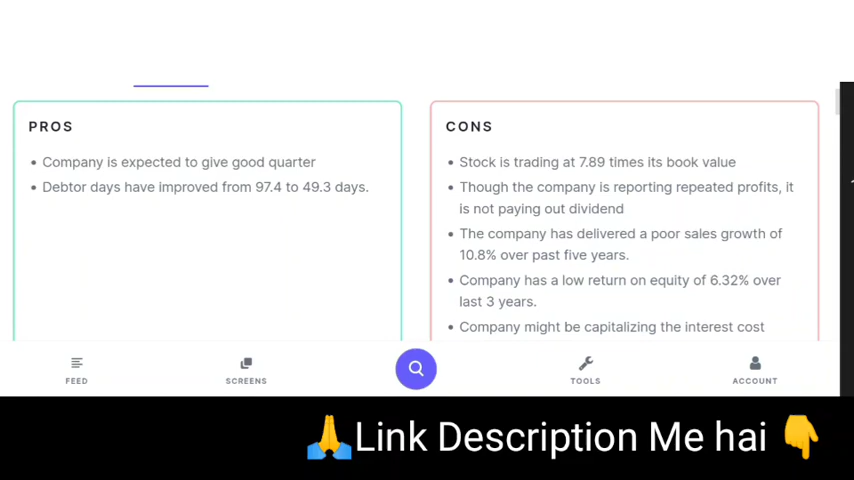 PROS
Company is expected to give good quarter
Debtor days have improved from 97.4 to 49.3 days.
CONS
Stock is trading at 7.89 times its book value
Though the company is reporting repeated profits, it
is not paying out dividend
The company has delivered a poor sales growth of
10.8% over past five years.
Company has a low return on equity of 6.32% over
last 3 years.
Company might be capitalizing the interest cost
FEED
SCREENS
TOOLS
ACCOUNT
🙏Link Description Me hai 👇